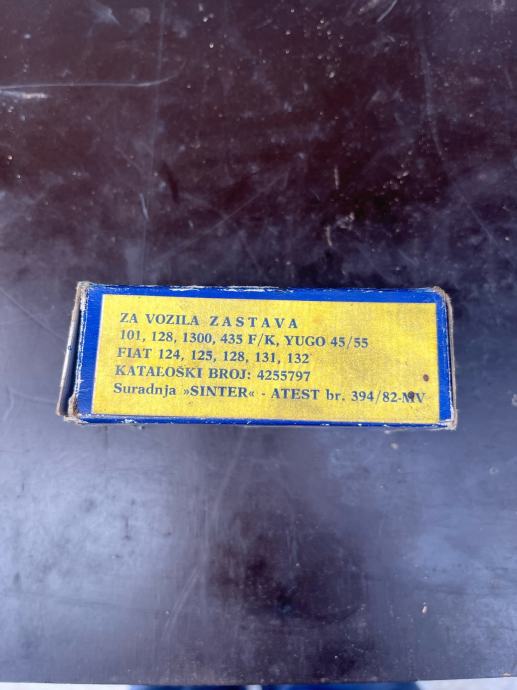 ZA VOZILA ZASTAVA
101, 128, 1300, 435 F/K, YUGO 45/55
FIAT 124, 125, 128, 131, 132
KATALOŠKI BROJ: 4255797
Suradnja »SINTER« - ATEST br. 394/82-MV